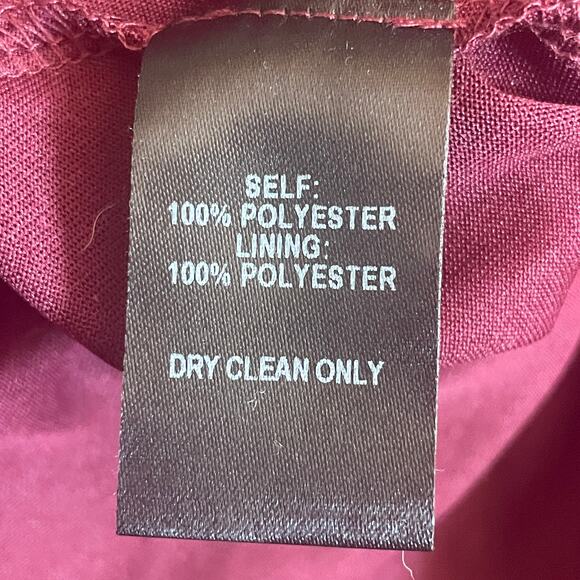 SELF:
100% POLYESTER
LINING:
100% POLYESTER
DRY CLEAN ONLY